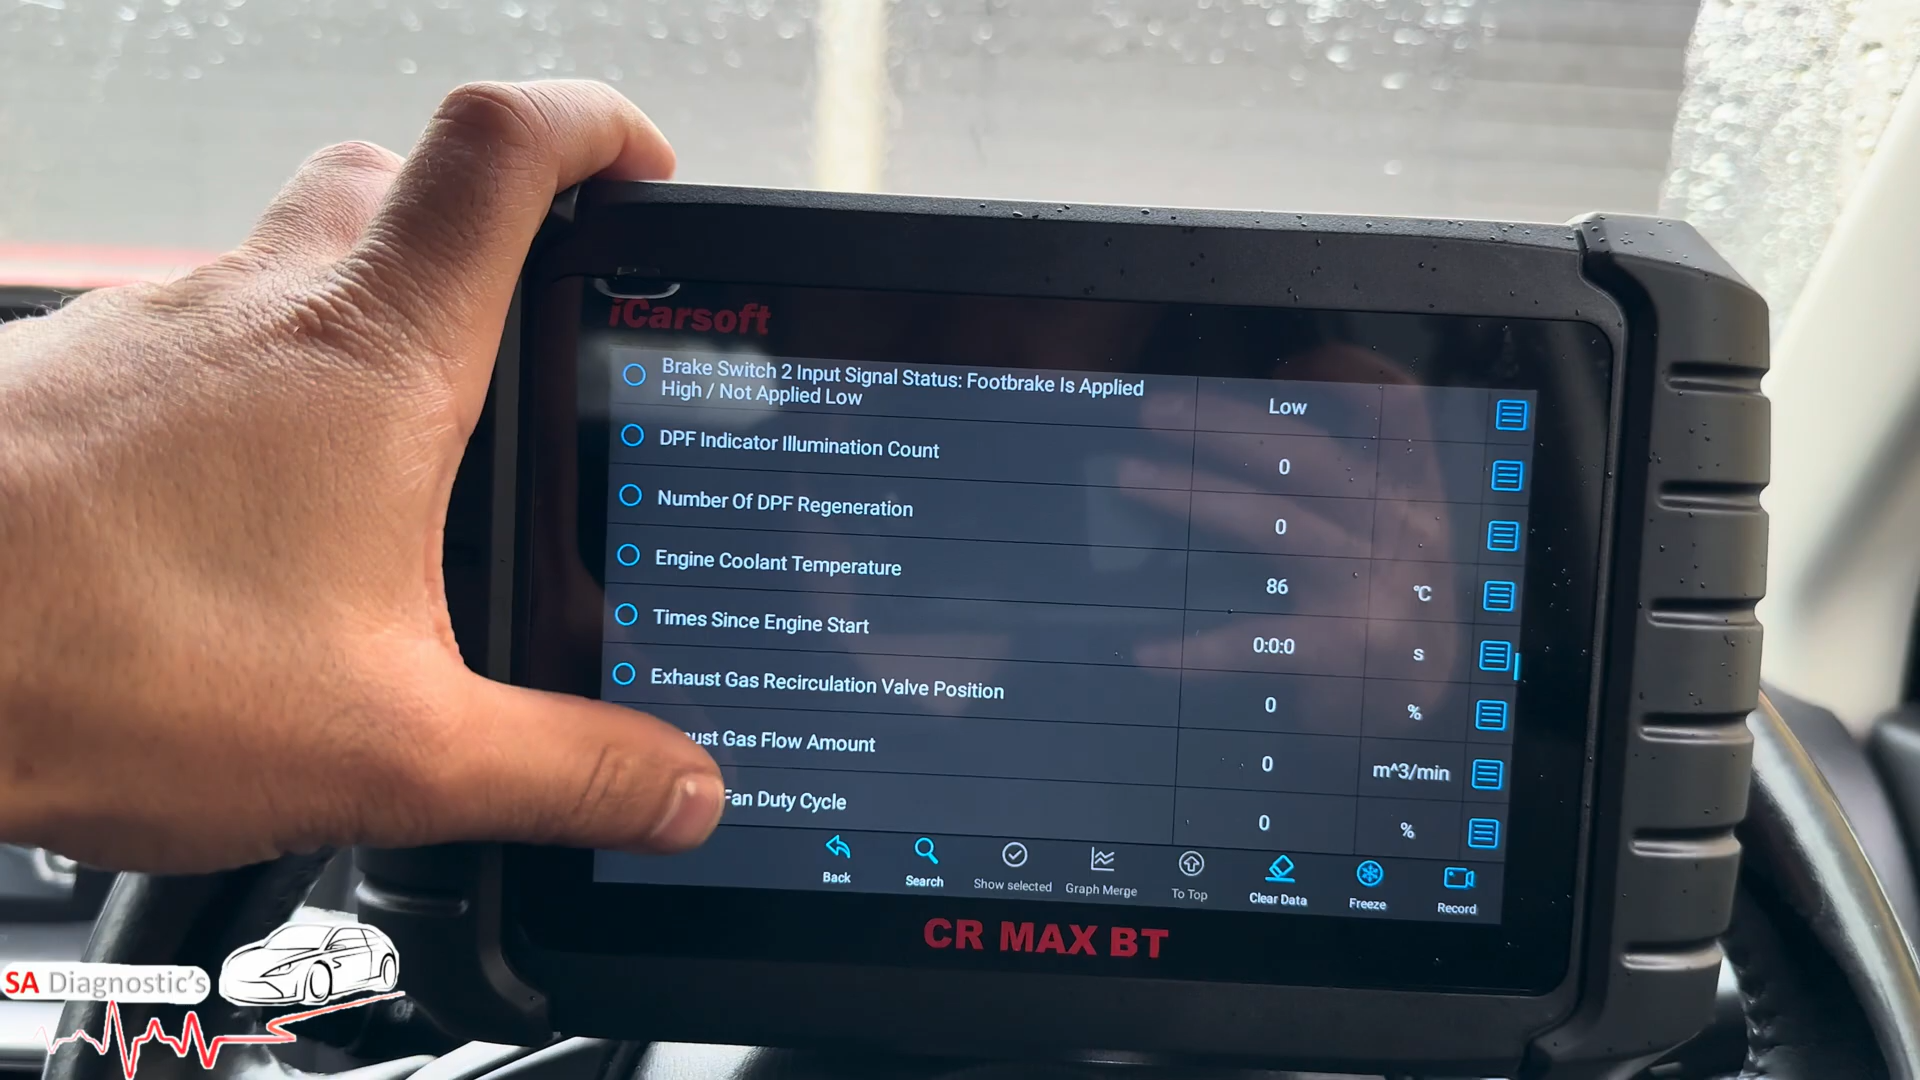 iCarsoft
Brake Switch 2 Input Signal Status: Footbrake Is Applied
High / Not Applied Low
Low
DPF Indicator Illumination Count
0
Number Of DPF Regeneration
0
Engine Coolant Temperature
86
°C
Times Since Engine Start
0:0:0
s
Exhaust Gas Recirculation Valve Position
0
%
ust Gas Flow Amount
0
m^3/min
Fan Duty Cycle
0
%
Back
Search
Show selected
Graph Merge
To Top
Clear Data
Freeze
Record
CR MAX BT
SA Diagnostic's